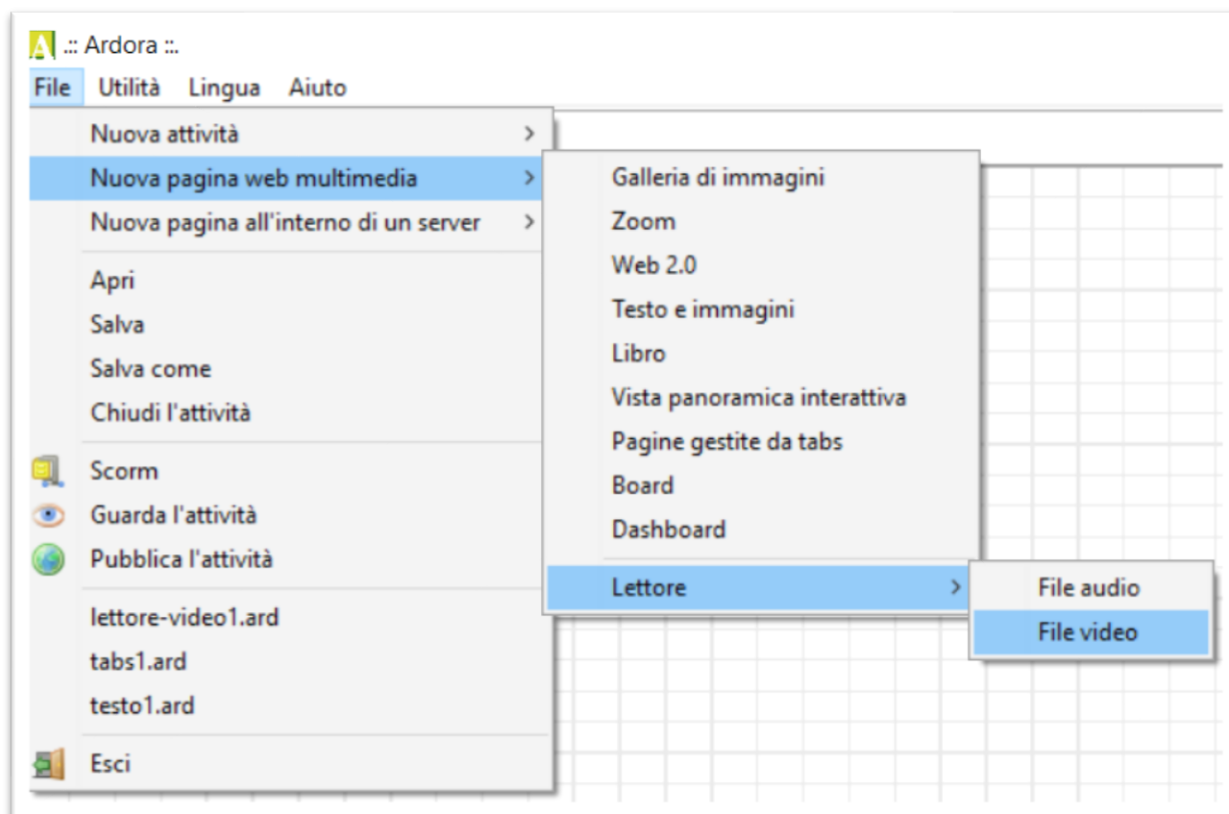 .:: Ardora ::.
File Utilità Lingua Aiuto
Nuova attività
Nuova pagina web multimedia
Nuova pagina all'interno di un server
Apri
Salva
Salva come
Chiudi l'attività
Scorm
Guarda l'attività
Pubblica l'attività
lettore-video1.ard
tabs1.ard
testo1.ard
Esci
Galleria di immagini
Zoom
Web 2.0
Testo e immagini
Libro
Vista panoramica interattiva
Pagine gestite da tabs
Board
Dashboard
Lettore
File audio
File video